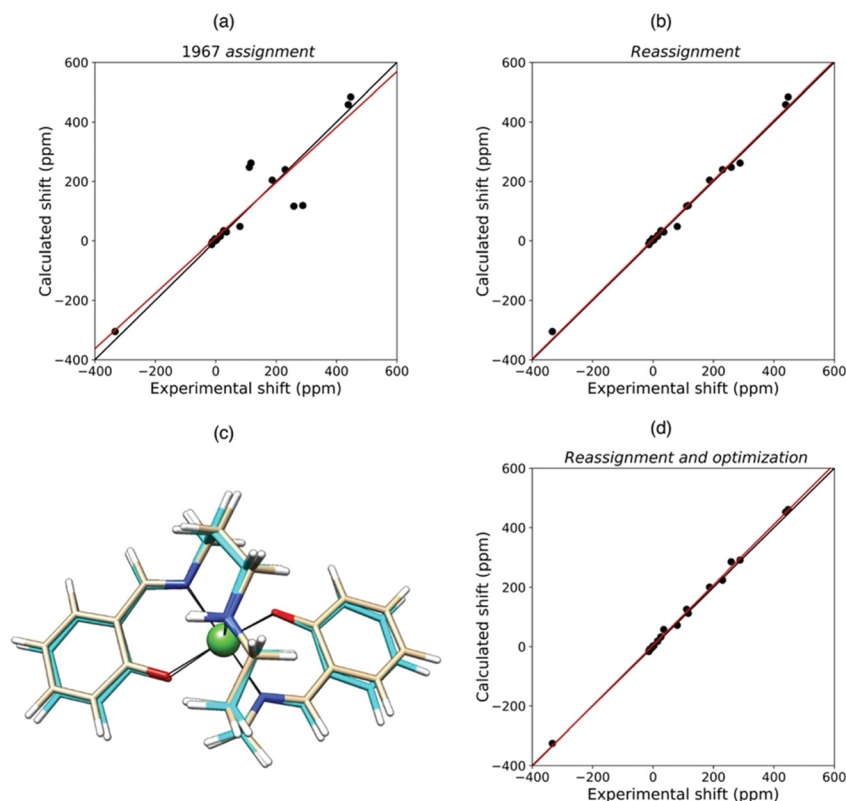 (a)
1967 assignment
600
400
200
0
−200
−400
Calculated shift (ppm)
−400 −200 0 200 400 600
Experimental shift (ppm)
(b)
Reassignment
600
400
200
0
−200
−400
Calculated shift (ppm)
−400 −200 0 200 400 600
Experimental shift (ppm)
(c)
(d)
Reassignment and optimization
600
400
200
0
−200
−400
Calculated shift (ppm)
−400 −200 0 200 400 600
Experimental shift (ppm)